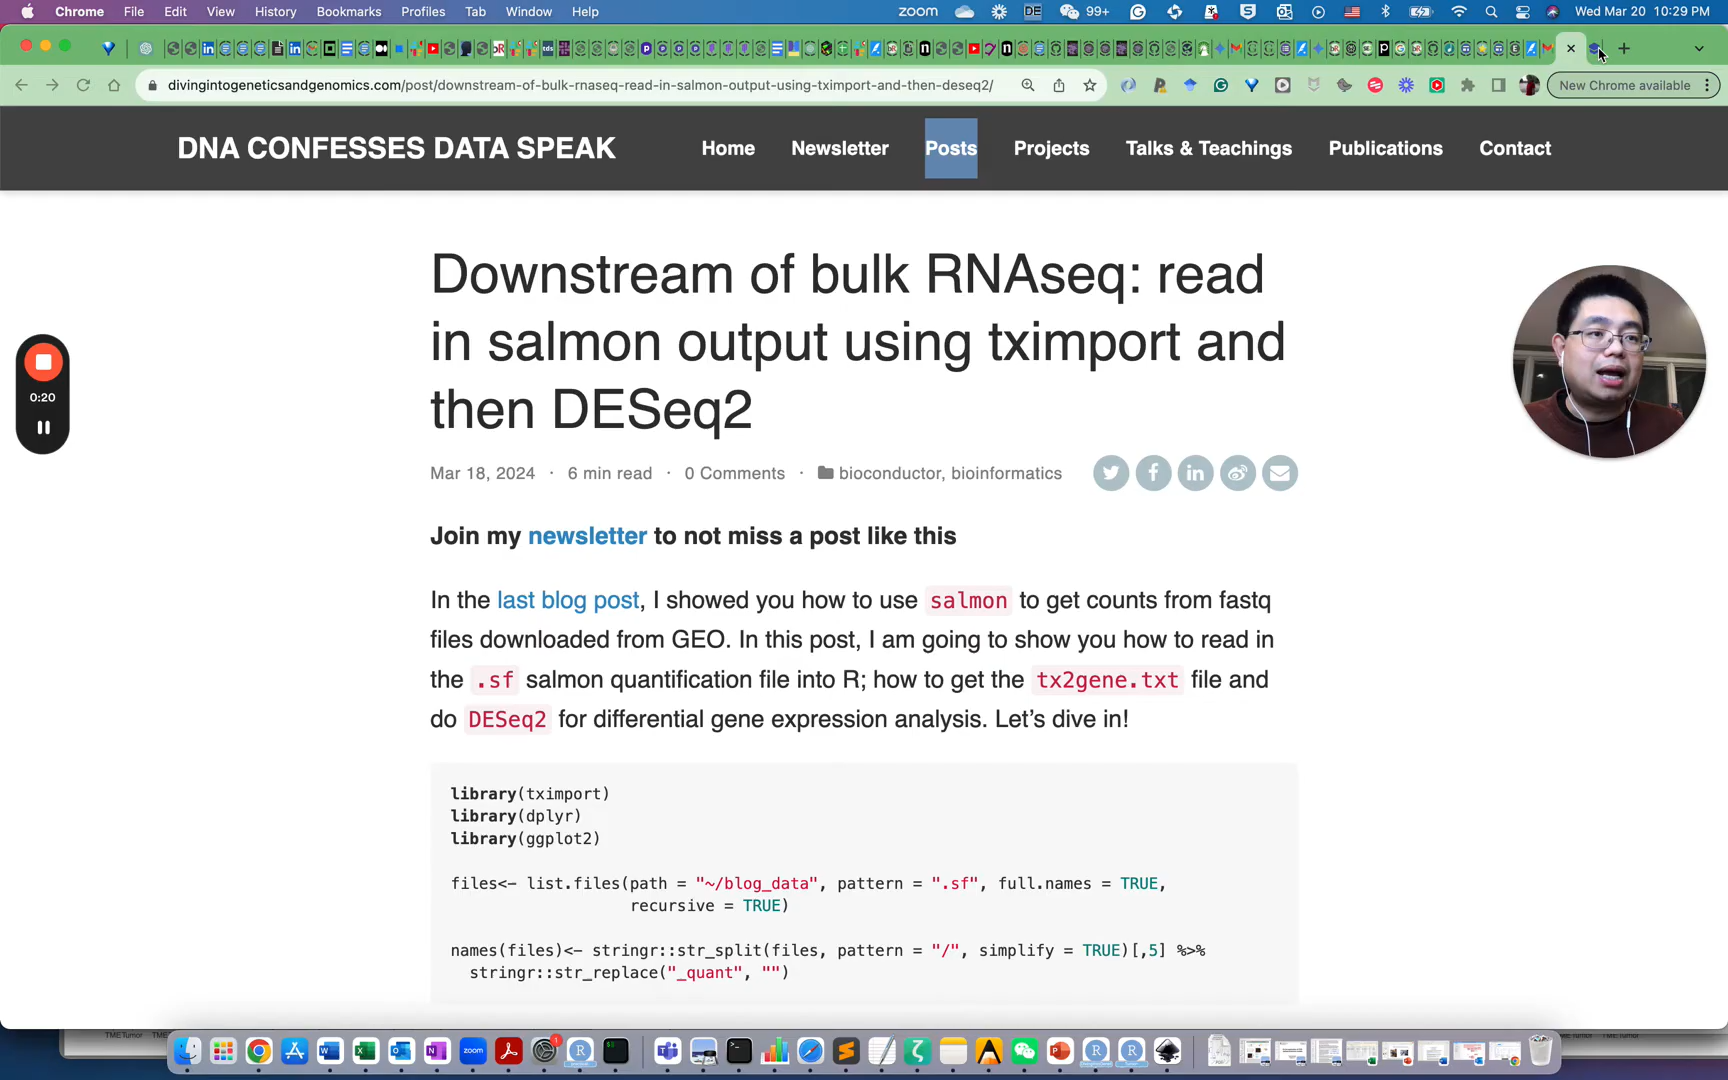 Chrome File Edit View History Bookmarks Profiles Tab Window Help zoom DE 99+ Wed Mar 20 10:29 PM
divingintogeneticsandgenomics.com/post/downstream-of-bulk-rnaseq-read-in-salmon-output-using-tximport-and-then-deseq2/ New Chrome available
DNA CONFESSES DATA SPEAK Home Newsletter Posts Projects Talks & Teachings Publications Contact
Downstream of bulk RNAseq: read
in salmon output using tximport and
then DESeq2
0:20
Mar 18, 2024 · 6 min read · 0 Comments · bioconductor, bioinformatics
Join my newsletter to not miss a post like this
In the last blog post, I showed you how to use salmon to get counts from fastq
files downloaded from GEO. In this post, I am going to show you how to read in
the .sf salmon quantification file into R; how to get the tx2gene.txt file and
do DESeq2 for differential gene expression analysis. Let's dive in!
library(tximport)
library(dplyr)
library(ggplot2)
files<- list.files(path = "~/blog_data", pattern = ".sf", full.names = TRUE,
recursive = TRUE)
names(files)<- stringr::str_split(files, pattern = "/", simplify = TRUE)[,5] %>%
stringr::str_replace("_quant", "")
TMETumor
zoom